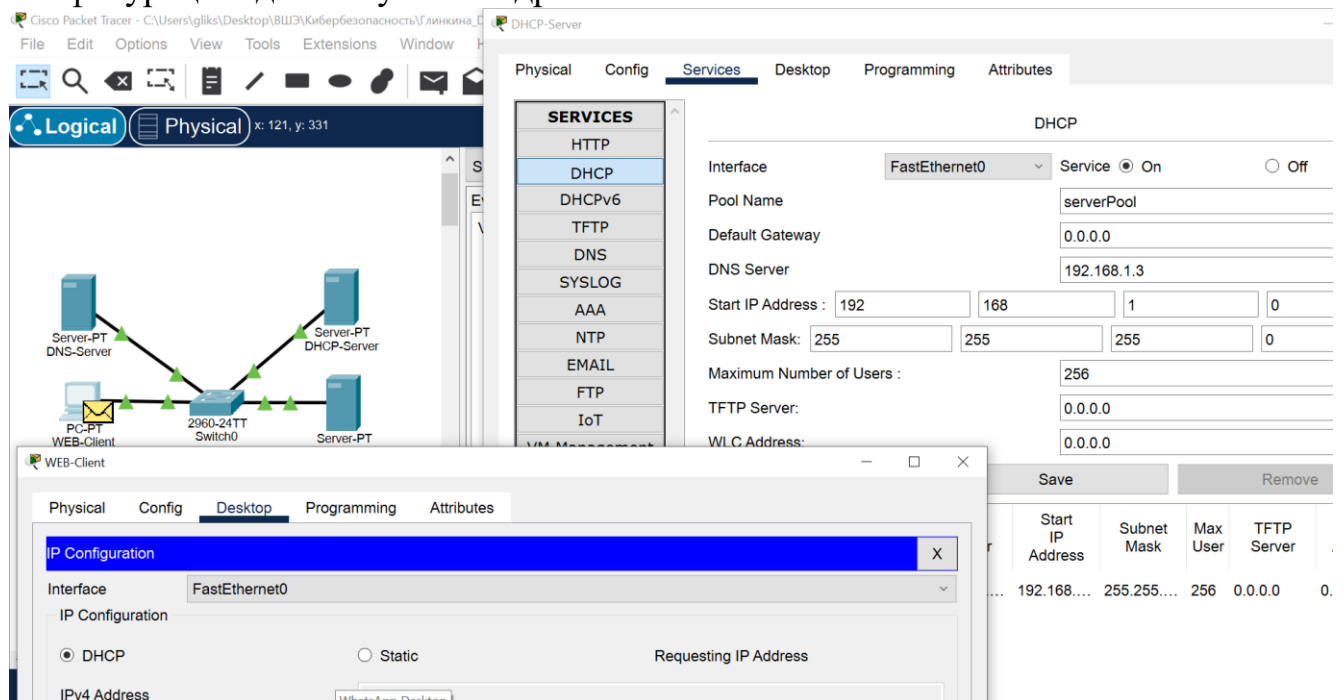 Cisco Packet Tracer - C:\Users\gliks\Desktop\ВШЭ\Кибербезопасность\Глинкина_
File Edit Options View Tools Extensions Window
Logical Physical x: 121, y: 331
Server-PT
DNS-Server
Server-PT
DHCP-Server
PC-PT
WEB-Client
2960-24TT
Switch0
Server-PT
DHCP-Server
Physical Config Services Desktop Programming Attributes
SERVICES
HTTP
DHCP
DHCPv6
TFTP
DNS
SYSLOG
AAA
NTP
EMAIL
FTP
IoT
VM Management
DHCP
Interface FastEthernet0 Service On Off
Pool Name serverPool
Default Gateway 0.0.0.0
DNS Server 192.168.1.3
Start IP Address : 192 168 1 0
Subnet Mask: 255 255 255 0
Maximum Number of Users : 256
TFTP Server: 0.0.0.0
WLC Address: 0.0.0.0
Save Remove
Start IP Address Subnet Mask Max User TFTP Server
192.168.... 255.255.... 256 0.0.0.0 0.
WEB-Client
Physical Config Desktop Programming Attributes
IP Configuration X
Interface FastEthernet0
IP Configuration
DHCP Static Requesting IP Address
IPv4 Address
WhatsApp Desktop